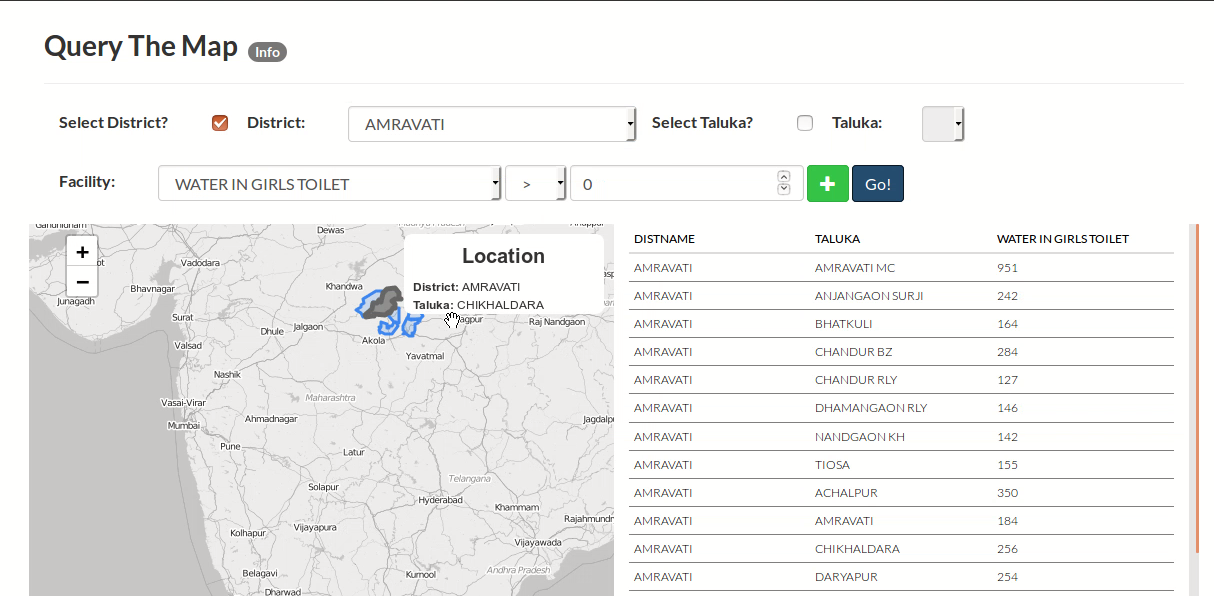 Query The Map Info
Select District? District: AMRAVATI Select Taluka? Taluka:
Facility: WATER IN GIRLS TOILET > 0 + Go!
Dewas
+
−
Vadodara
Khandwa
Bhavnagar
Junagadh
Location
District: AMRAVATI
Taluka: CHIKHALDARA
Surat
Dhule
Jalgaon
Raj Nandgaon
Valsad
Akola
Yavatmal
Nashik
Vasai-Virar
Maharashtra
Mumbai
Ahmadnagar
Pune
Latur
Solapur
Telangana
Hyderabad
Khammam
Vijayapura
Kolhapur
Vijayawada
Belagavi
Kurnool
Andhra Pradesh
Dharwad
DISTNAME TALUKA WATER IN GIRLS TOILET
AMRAVATI AMRAVATI MC 951
AMRAVATI ANJANGAON SURJI 242
AMRAVATI BHATKULI 164
AMRAVATI CHANDUR BZ 284
AMRAVATI CHANDUR RLY 127
AMRAVATI DHAMANGAON RLY 146
AMRAVATI NANDGAON KH 142
AMRAVATI TIOSA 155
AMRAVATI ACHALPUR 350
AMRAVATI AMRAVATI 184
AMRAVATI CHIKHALDARA 256
AMRAVATI DARYAPUR 254